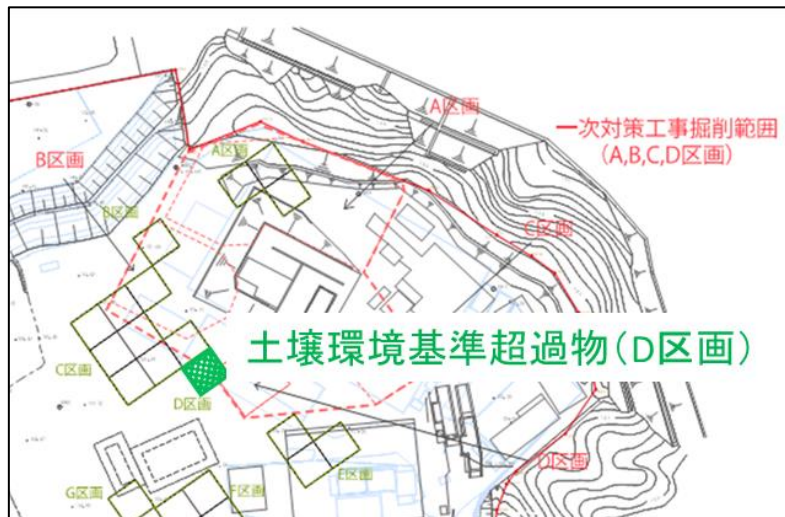 A区画
一次対策工事掘削範囲
(A,B,C,D区画)
B区画
A区画
B区画
C区画
土壌環境基準超過物(D区画)
C区画
D区画
D区画
E区画
F区画
G区画